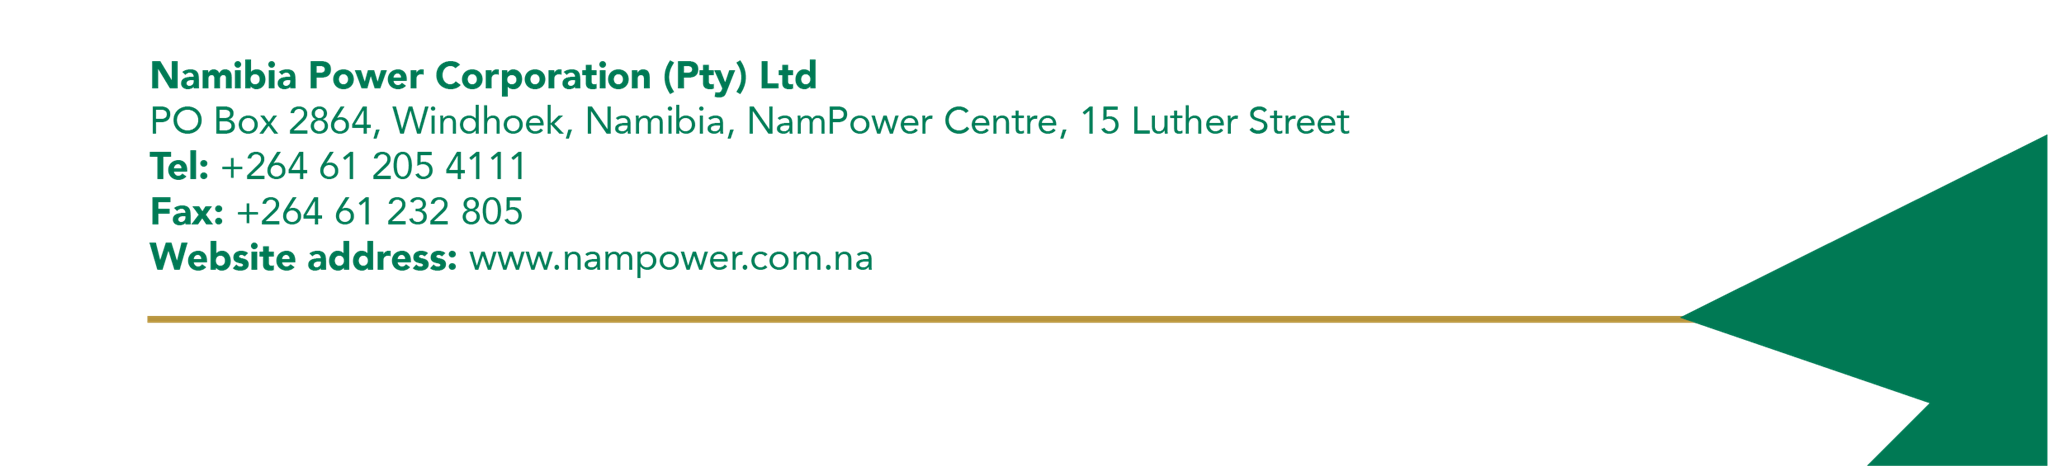 Namibia Power Corporation (Pty) Ltd
PO Box 2864, Windhoek, Namibia, NamPower Centre, 15 Luther Street
Tel: +264 61 205 4111
Fax: +264 61 232 805
Website address: www.nampower.com.na